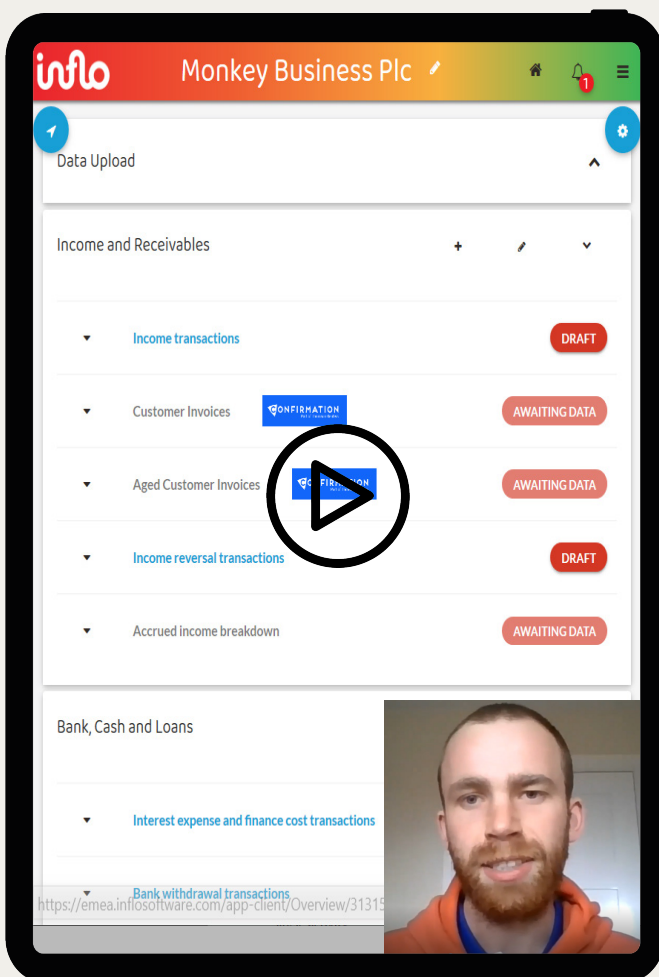 inflo
Monkey Business Plc
1
Data Upload
Income and Receivables
Income transactions
DRAFT
Customer Invoices
CONFIRMATION
AWAITING DATA
Aged Customer Invoices
AWAITING DATA
Income reversal transactions
DRAFT
Accrued income breakdown
AWAITING DATA
Bank, Cash and Loans
Interest expense and finance cost transactions
Bank withdrawal transactions
https://emea.inflosoftware.com/app-client/Overview/31315